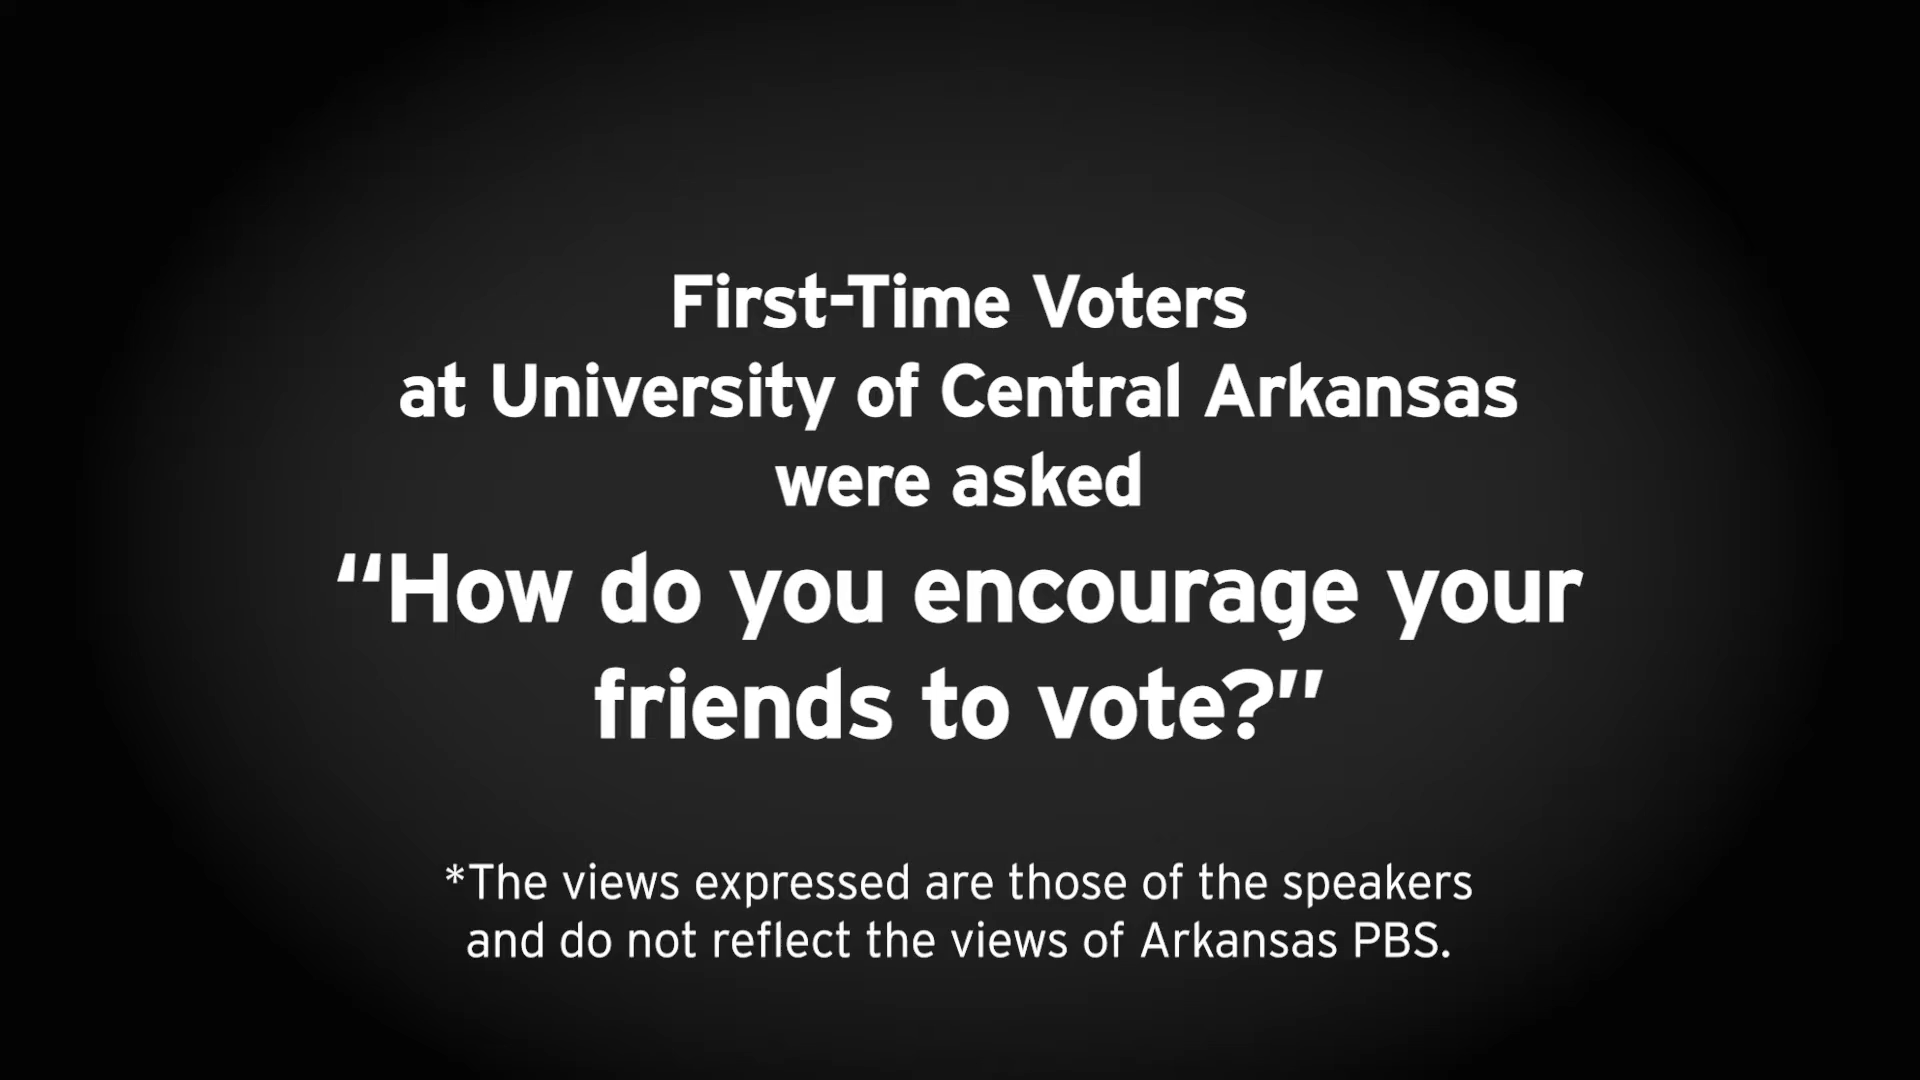 First-Time Voters
at University of Central Arkansas
were asked
“How do you encourage your
friends to vote?”
*The views expressed are those of the speakers
and do not reflect the views of Arkansas PBS.